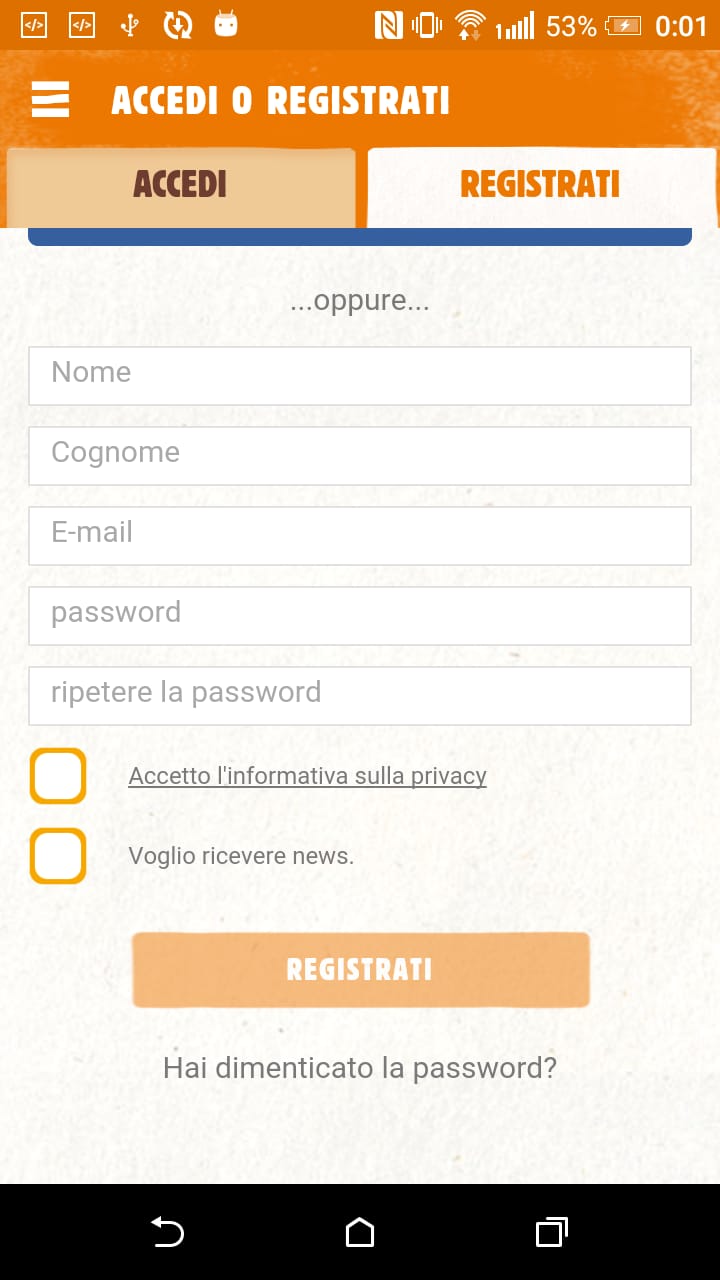 53% 0:01
ACCEDI O REGISTRATI
ACCEDI REGISTRATI
...oppure...
Nome
Cognome
E-mail
password
ripetere la password
Accetto l'informativa sulla privacy
Voglio ricevere news.
REGISTRATI
Hai dimenticato la password?